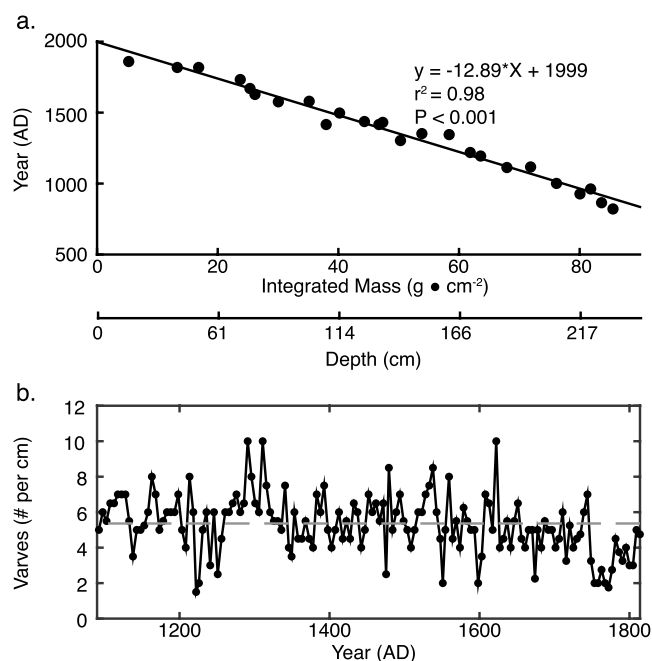 a.
2000
1500
1000
500
Year (AD)
y = -12.89*X + 1999
r² = 0.98
P < 0.001
0 20 40 60 80
Integrated Mass (g ● cm⁻²)
0 61 114 166 217
Depth (cm)
b.
12
10
8
6
4
2
0
Varves (# per cm)
1200 1400 1600 1800
Year (AD)